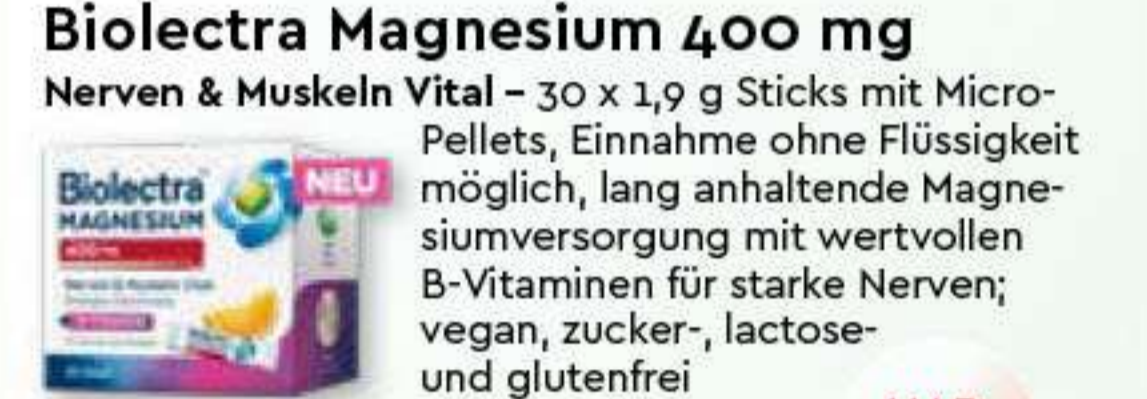 Biolectra Magnesium 400 mg
Nerven & Muskeln Vital – 30 x 1,9 g Sticks mit Micro-
Pellets, Einnahme ohne Flüssigkeit
möglich, lang anhaltende Magne-
siumversorgung mit wertvollen
B-Vitaminen für starke Nerven;
vegan, zucker-, lactose-
und glutenfrei
NEU
Biolectra
MAGNESIUM